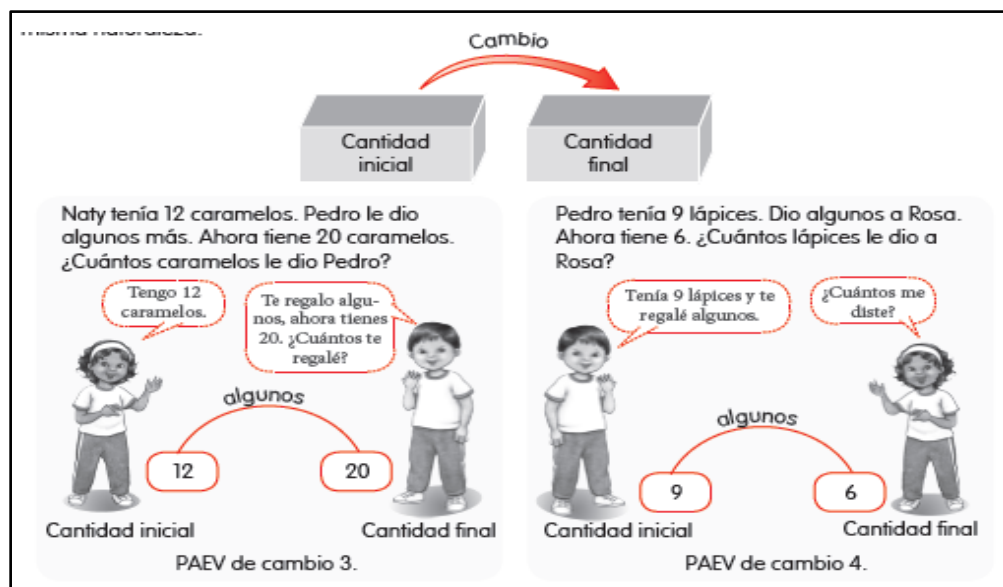 misma naturaleza.
Cambio
Cantidad
inicial
Cantidad
final
Naty tenía 12 caramelos. Pedro le dio
algunos más. Ahora tiene 20 caramelos.
¿Cuántos caramelos le dio Pedro?
Tengo 12
caramelos.
Te regalo algu-
nos, ahora tienes
20. ¿Cuántos te
regalé?
algunos
12
20
Cantidad inicial
Cantidad final
PAEV de cambio 3.
Pedro tenía 9 lápices. Dio algunos a Rosa.
Ahora tiene 6. ¿Cuántos lápices le dio a
Rosa?
Tenía 9 lápices y te
regalé algunos.
¿Cuántos me
diste?
algunos
9
6
Cantidad inicial
Cantidad final
PAEV de cambio 4.